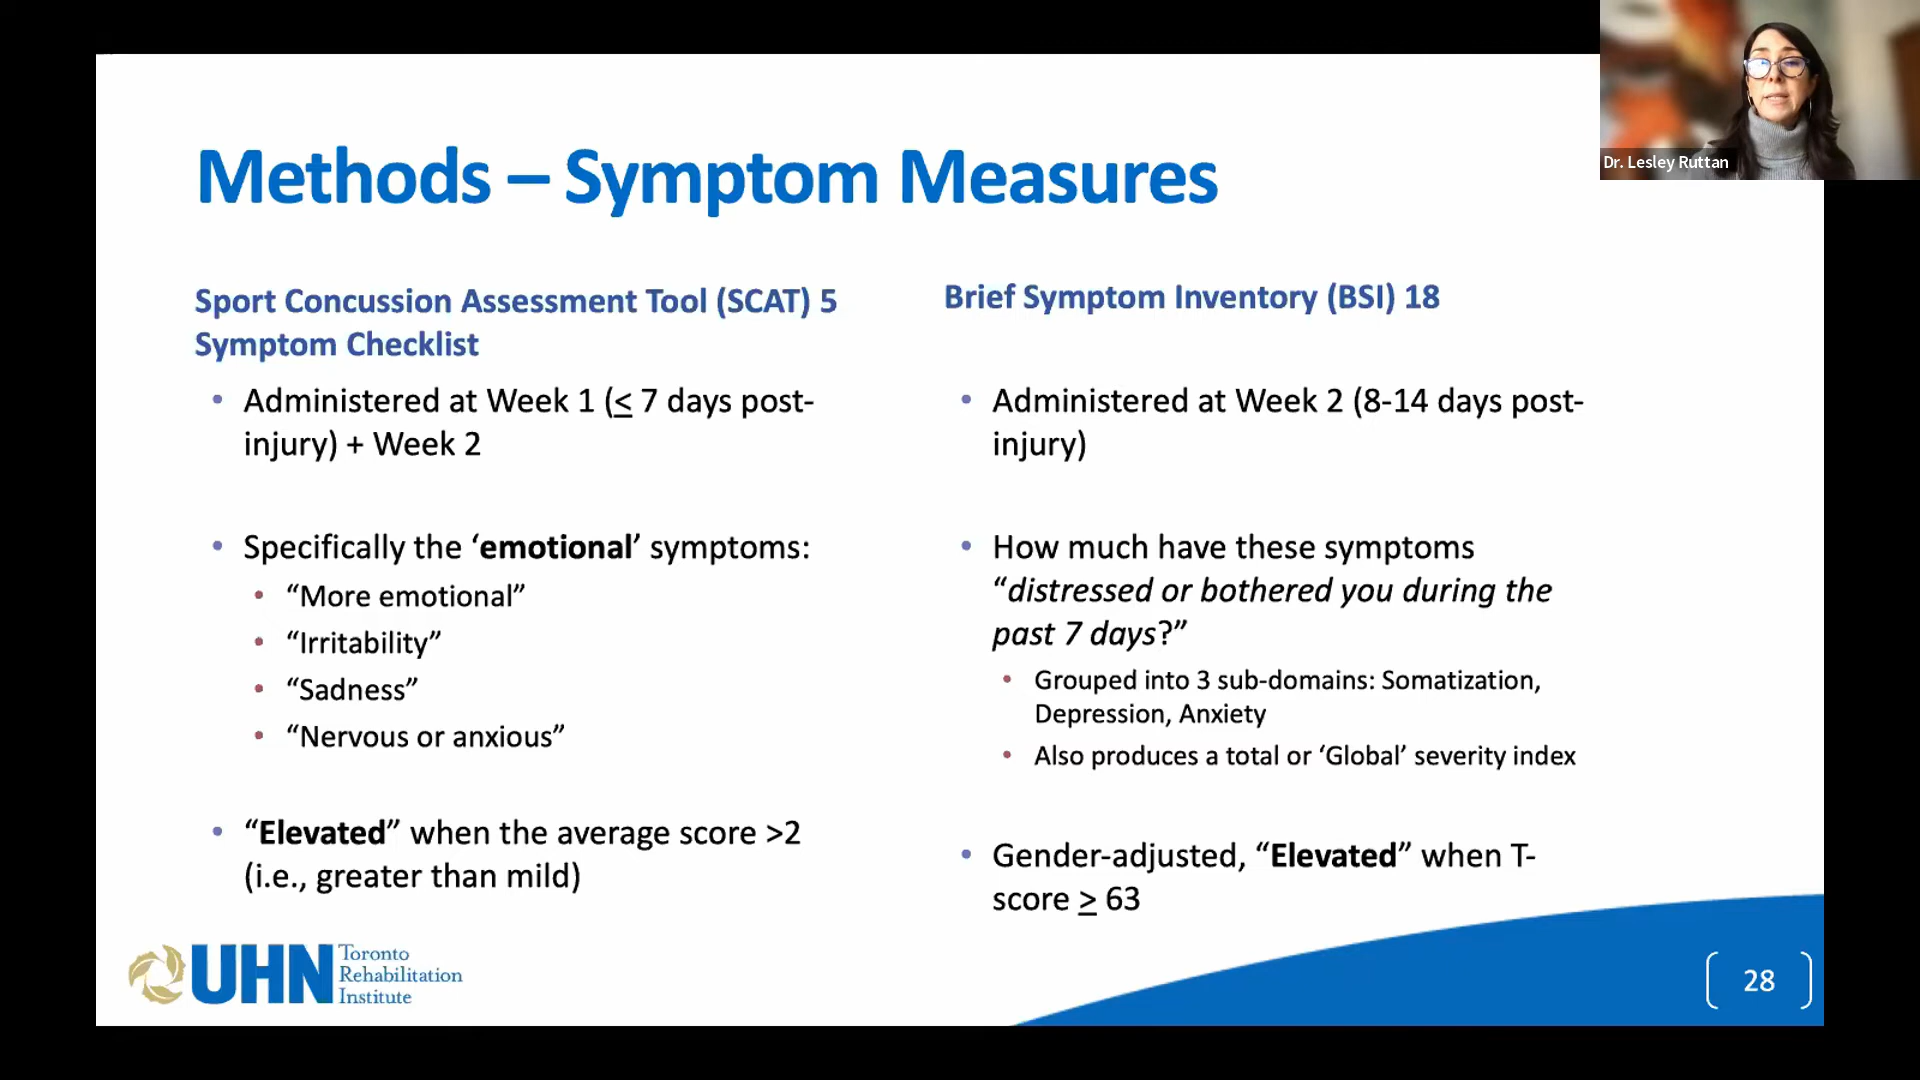 Dr. Lesley Ruttan
Methods – Symptom Measures
Sport Concussion Assessment Tool (SCAT) 5
Symptom Checklist
• Administered at Week 1 (≤ 7 days post-
injury) + Week 2
• Specifically the ‘emotional’ symptoms:
• “More emotional”
• “Irritability”
• “Sadness”
• “Nervous or anxious”
• “Elevated” when the average score >2
(i.e., greater than mild)
Brief Symptom Inventory (BSI) 18
• Administered at Week 2 (8-14 days post-
injury)
• How much have these symptoms
“distressed or bothered you during the
past 7 days?”
• Grouped into 3 sub-domains: Somatization,
Depression, Anxiety
• Also produces a total or ‘Global’ severity index
• Gender-adjusted, “Elevated” when T-
score ≥ 63
UHN
Toronto
Rehabilitation
Institute
28